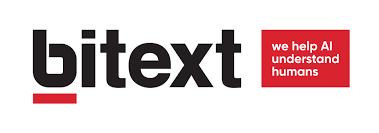 bitext
we help AI
understand
humans